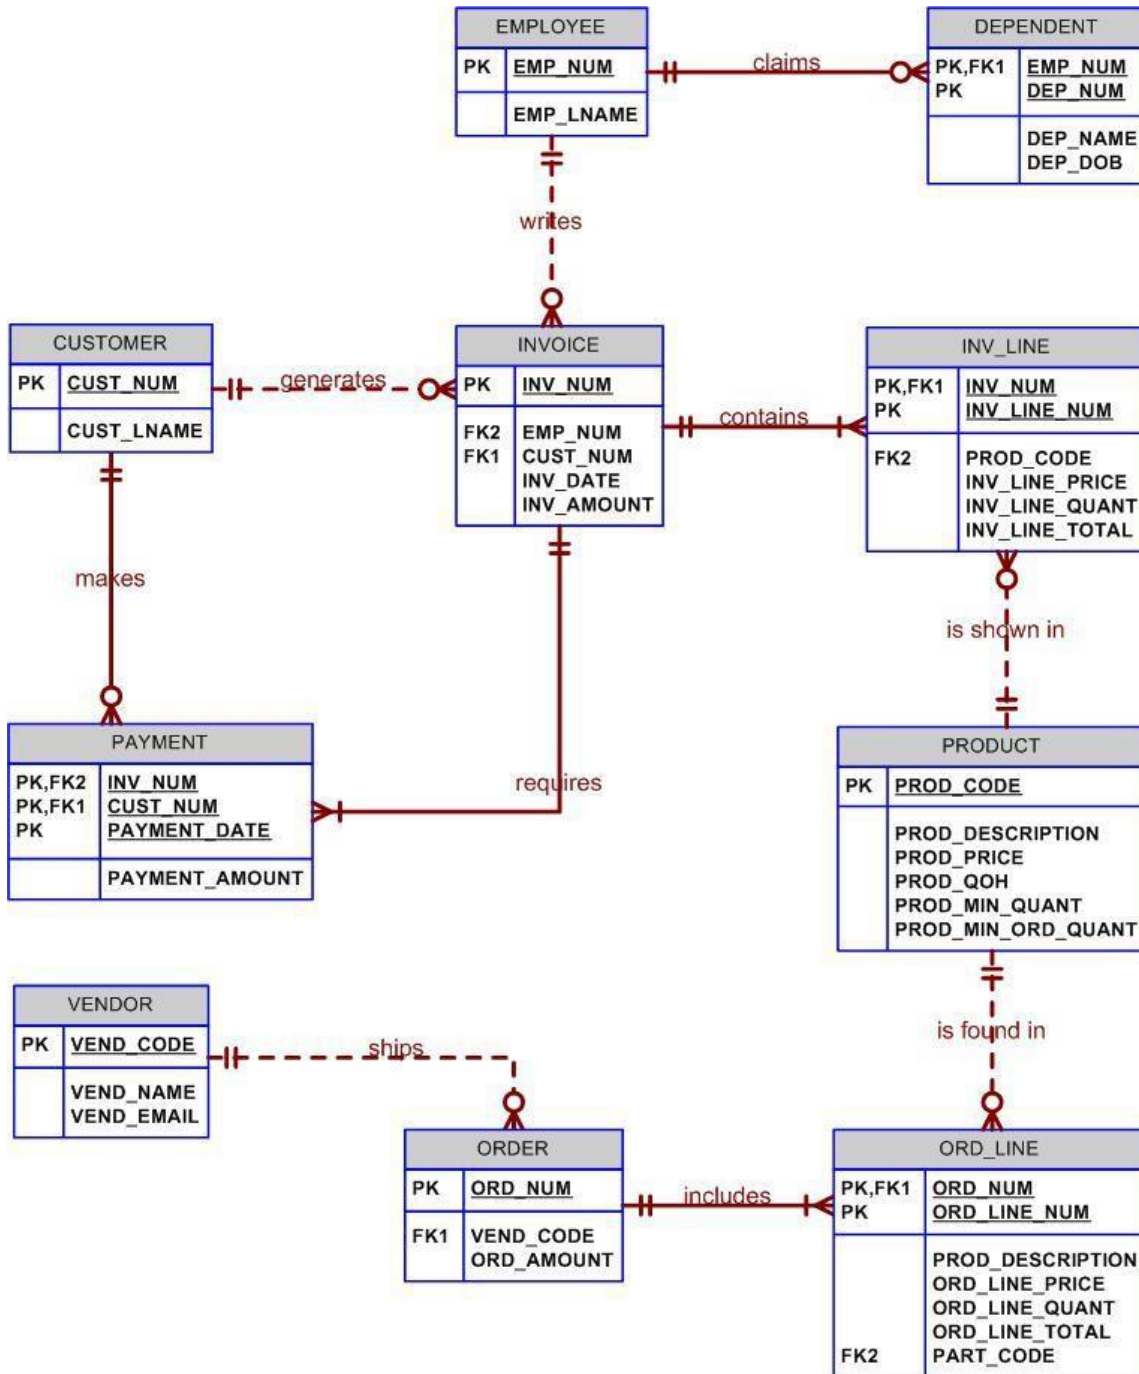 EMPLOYEE
PK EMP_NUM
EMP_LNAME
claims
DEPENDENT
PK,FK1 EMP_NUM
PK DEP_NUM
DEP_NAME
DEP_DOB
writes
CUSTOMER
PK CUST_NUM
CUST_LNAME
generates
INVOICE
PK INV_NUM
FK2 EMP_NUM
FK1 CUST_NUM
INV_DATE
INV_AMOUNT
contains
INV_LINE
PK,FK1 INV_NUM
PK INV_LINE_NUM
FK2 PROD_CODE
INV_LINE_PRICE
INV_LINE_QUANT
INV_LINE_TOTAL
makes
is shown in
PAYMENT
PK,FK2 INV_NUM
PK,FK1 CUST_NUM
PK PAYMENT_DATE
PAYMENT_AMOUNT
requires
PRODUCT
PK PROD_CODE
PROD_DESCRIPTION
PROD_PRICE
PROD_QOH
PROD_MIN_QUANT
PROD_MIN_ORD_QUANT
VENDOR
PK VEND_CODE
VEND_NAME
VEND_EMAIL
ships
is found in
ORDER
PK ORD_NUM
FK1 VEND_CODE
ORD_AMOUNT
includes
ORD_LINE
PK,FK1 ORD_NUM
PK ORD_LINE_NUM
PROD_DESCRIPTION
ORD_LINE_PRICE
ORD_LINE_QUANT
ORD_LINE_TOTAL
FK2 PART_CODE